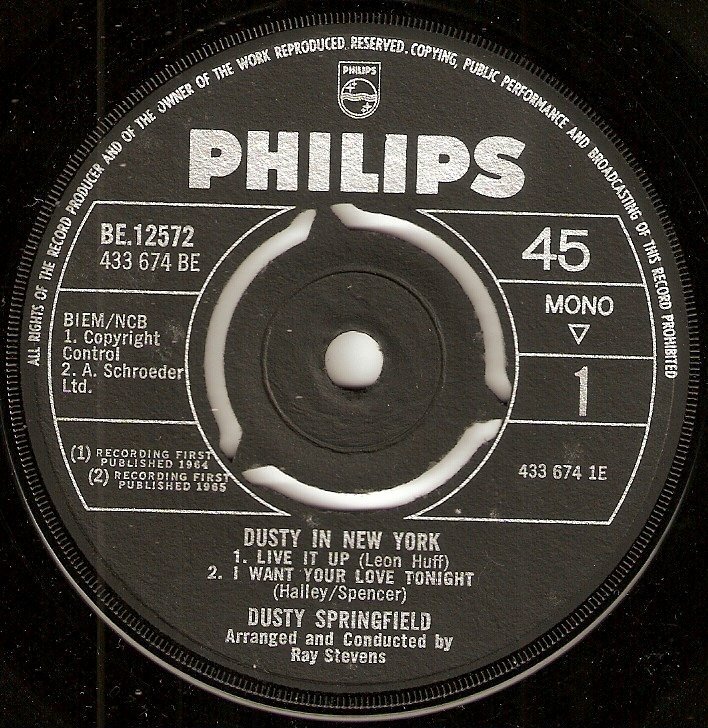 ALL RIGHTS OF THE RECORD PRODUCER AND OF THE OWNER OF THE WORK REPRODUCED RESERVED. COPYING, PUBLIC PERFORMANCE AND BROADCASTING OF THIS RECORD PROHIBITED
PHILIPS
PHILIPS
BE.12572
433 674 BE
45
BIEM/NCB
1. Copyright
Control
2. A. Schroeder
Ltd.
MONO
1
(1) RECORDING FIRST
PUBLISHED 1964
(2) RECORDING FIRST
PUBLISHED 1965
433 674 1E
DUSTY IN NEW YORK
1. LIVE IT UP (Leon Huff)
2. I WANT YOUR LOVE TONIGHT
(Halley/Spencer)
DUSTY SPRINGFIELD
Arranged and Conducted by
Ray Stevens